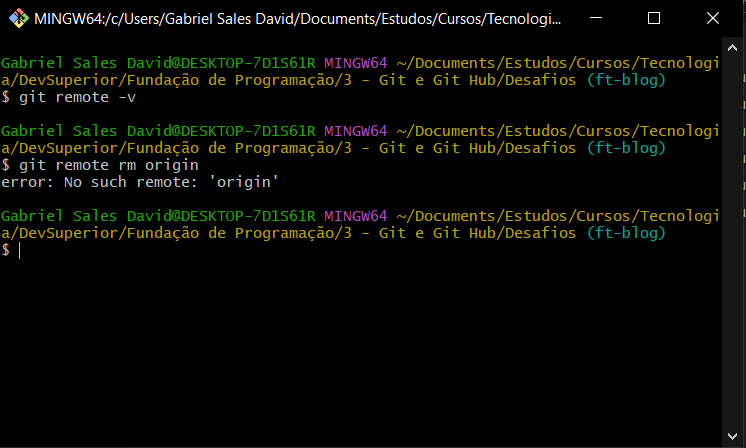 MINGW64:/c/Users/Gabriel Sales David/Documents/Estudos/Cursos/Tecnologi...
Gabriel Sales David@DESKTOP-7D1S61R MINGW64 ~/Documents/Estudos/Cursos/Tecnologi
a/DevSuperior/Fundação de Programação/3 - Git e Git Hub/Desafios (ft-blog)
$ git remote -v
Gabriel Sales David@DESKTOP-7D1S61R MINGW64 ~/Documents/Estudos/Cursos/Tecnologi
a/DevSuperior/Fundação de Programação/3 - Git e Git Hub/Desafios (ft-blog)
$ git remote rm origin
error: No such remote: 'origin'
Gabriel Sales David@DESKTOP-7D1S61R MINGW64 ~/Documents/Estudos/Cursos/Tecnologi
a/DevSuperior/Fundação de Programação/3 - Git e Git Hub/Desafios (ft-blog)
$